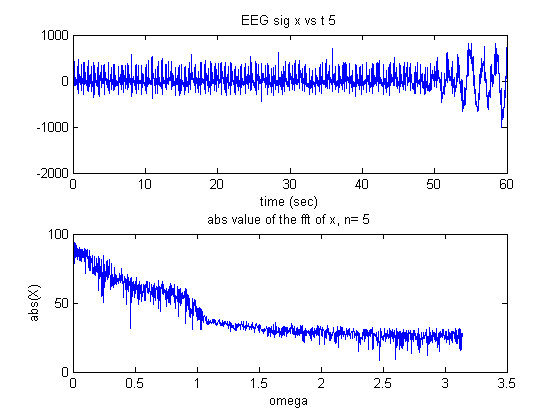 EEG sig x vs t 5
1000
0
-1000
-2000
0 10 20 30 40 50 60
time (sec)
abs value of the fft of x, n= 5
100
50
0
abs(X)
0 0.5 1 1.5 2 2.5 3 3.5
omega